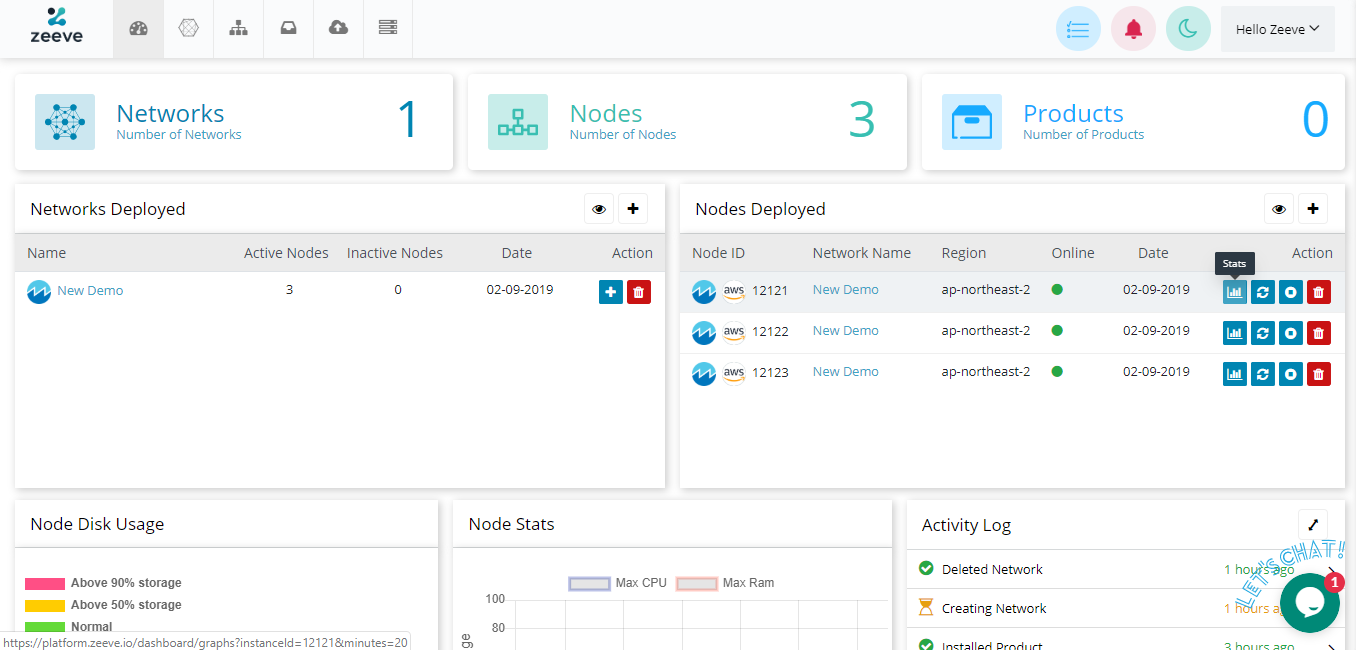 zeeve
Hello Zeeve
Networks
Number of Networks
1
Nodes
Number of Nodes
3
Products
Number of Products
0
Networks Deployed
Name Active Nodes Inactive Nodes Date Action
New Demo 3 0 02-09-2019
Nodes Deployed
Node ID Network Name Region Online Date Action
Stats
aws 12121 New Demo ap-northeast-2 02-09-2019
aws 12122 New Demo ap-northeast-2 02-09-2019
aws 12123 New Demo ap-northeast-2 02-09-2019
Node Disk Usage
Above 90% storage
Above 50% storage
Normal
Node Stats
Max CPU Max Ram
100
80
Activity Log
Deleted Network 1 hours ago
Creating Network 1 hours
Installed Product 3 hours ago
LET'S CHAT!
1
https://platform.zeeve.io/dashboard/graphs?instanceId=12121&minutes=20